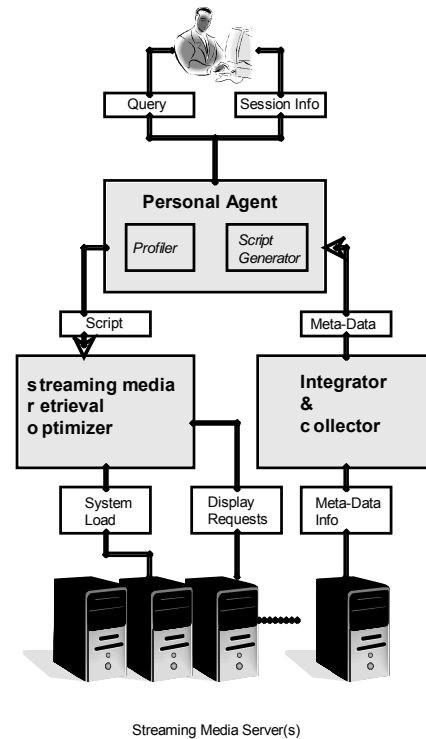 Query
Session Info
Personal Agent
Profiler
Script
Generator
Script
Meta-Data
streaming media
r etrieval
o ptimizer
Integrator
&
c ollector
System
Load
Display
Requests
Meta-Data
Info
Streaming Media Server(s)